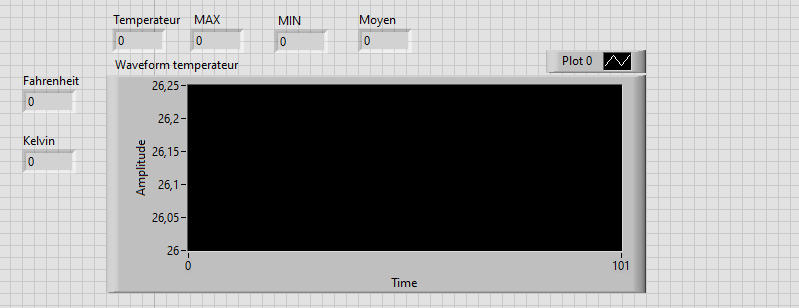 Temperateur MAX MIN Moyen
0 0 0 0
Waveform temperateur
Plot 0
Fahrenheit
0
Kelvin
0
26,25
26,2
26,15
26,1
26,05
26
Amplitude
0 101
Time